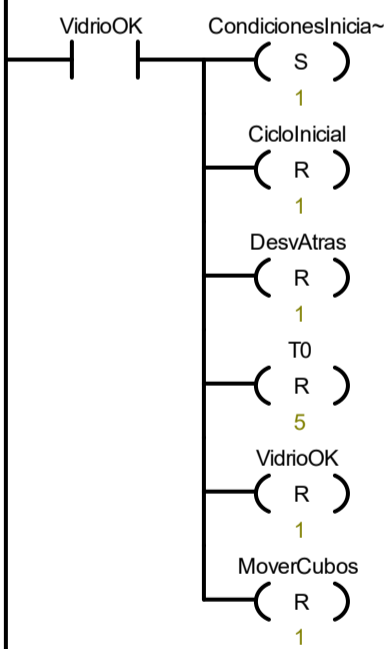 VidrioOK CondicionesInicia~
S
1
CicloInicial
R
1
DesvAtras
R
1
T0
R
5
VidrioOK
R
1
MoverCubos
R
1